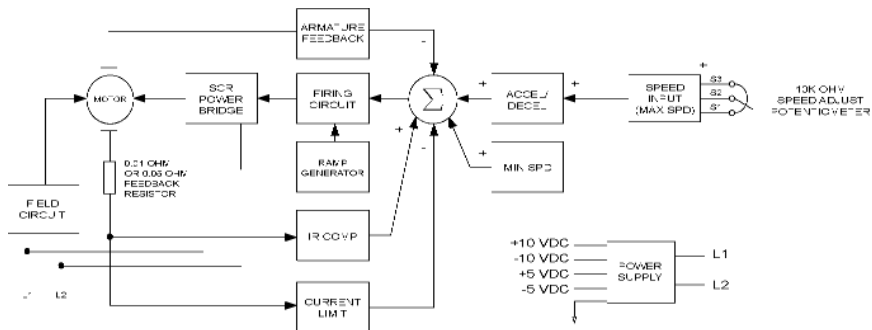 ARMATURE
FEEDBACK
-
MOTOR
SCR
POWER
BRIDGE
FIRING
CIRCUIT
Σ
+
ACCEL/
DECEL
+
SPEED
INPUT
(MAX SPD)
+
S3
S2
S1
10K OHM
SPEED ADJUST
POTENTIOMETER
+
RAMP
GENERATOR
+
MIN SPD
0.01 OHM
OR 0.05 OHM
FEEDBACK
RESISTOR
FIELD
CIRCUIT
IR COMP
L1 L2
CURRENT
LIMIT
-
+10 VDC
-10 VDC
+5 VDC
-5 VDC
POWER
SUPPLY
L1
L2